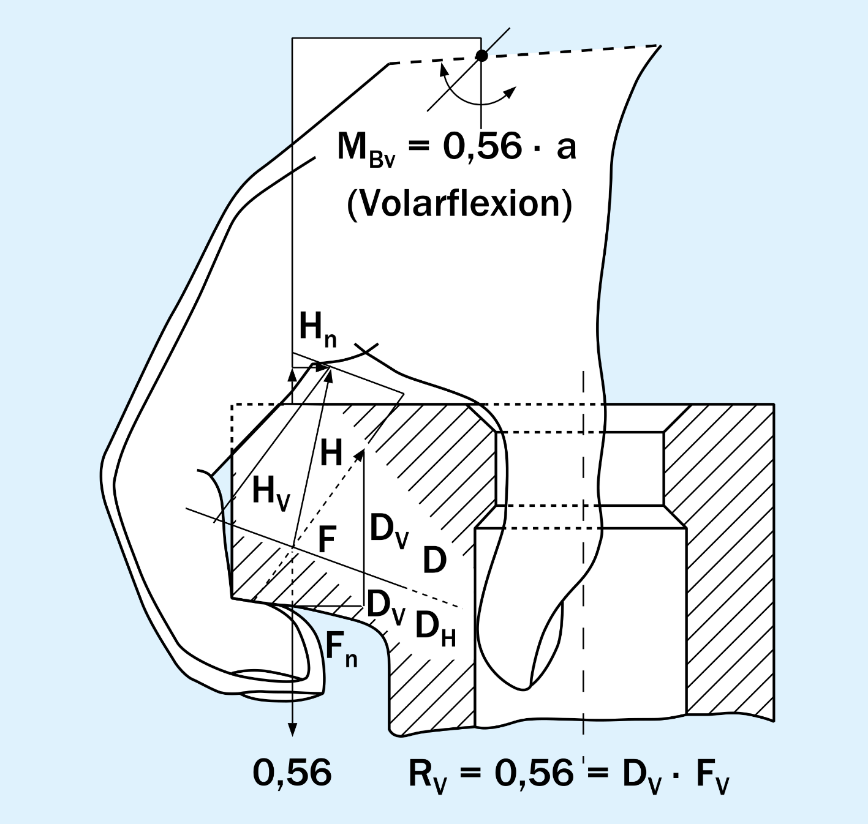 M_Bv = 0,56 · a
(Volarflexion)
H_n
H
H_V
F
D_V
D
D_V
D_H
F_n
0,56
R_V = 0,56 = D_V · F_V